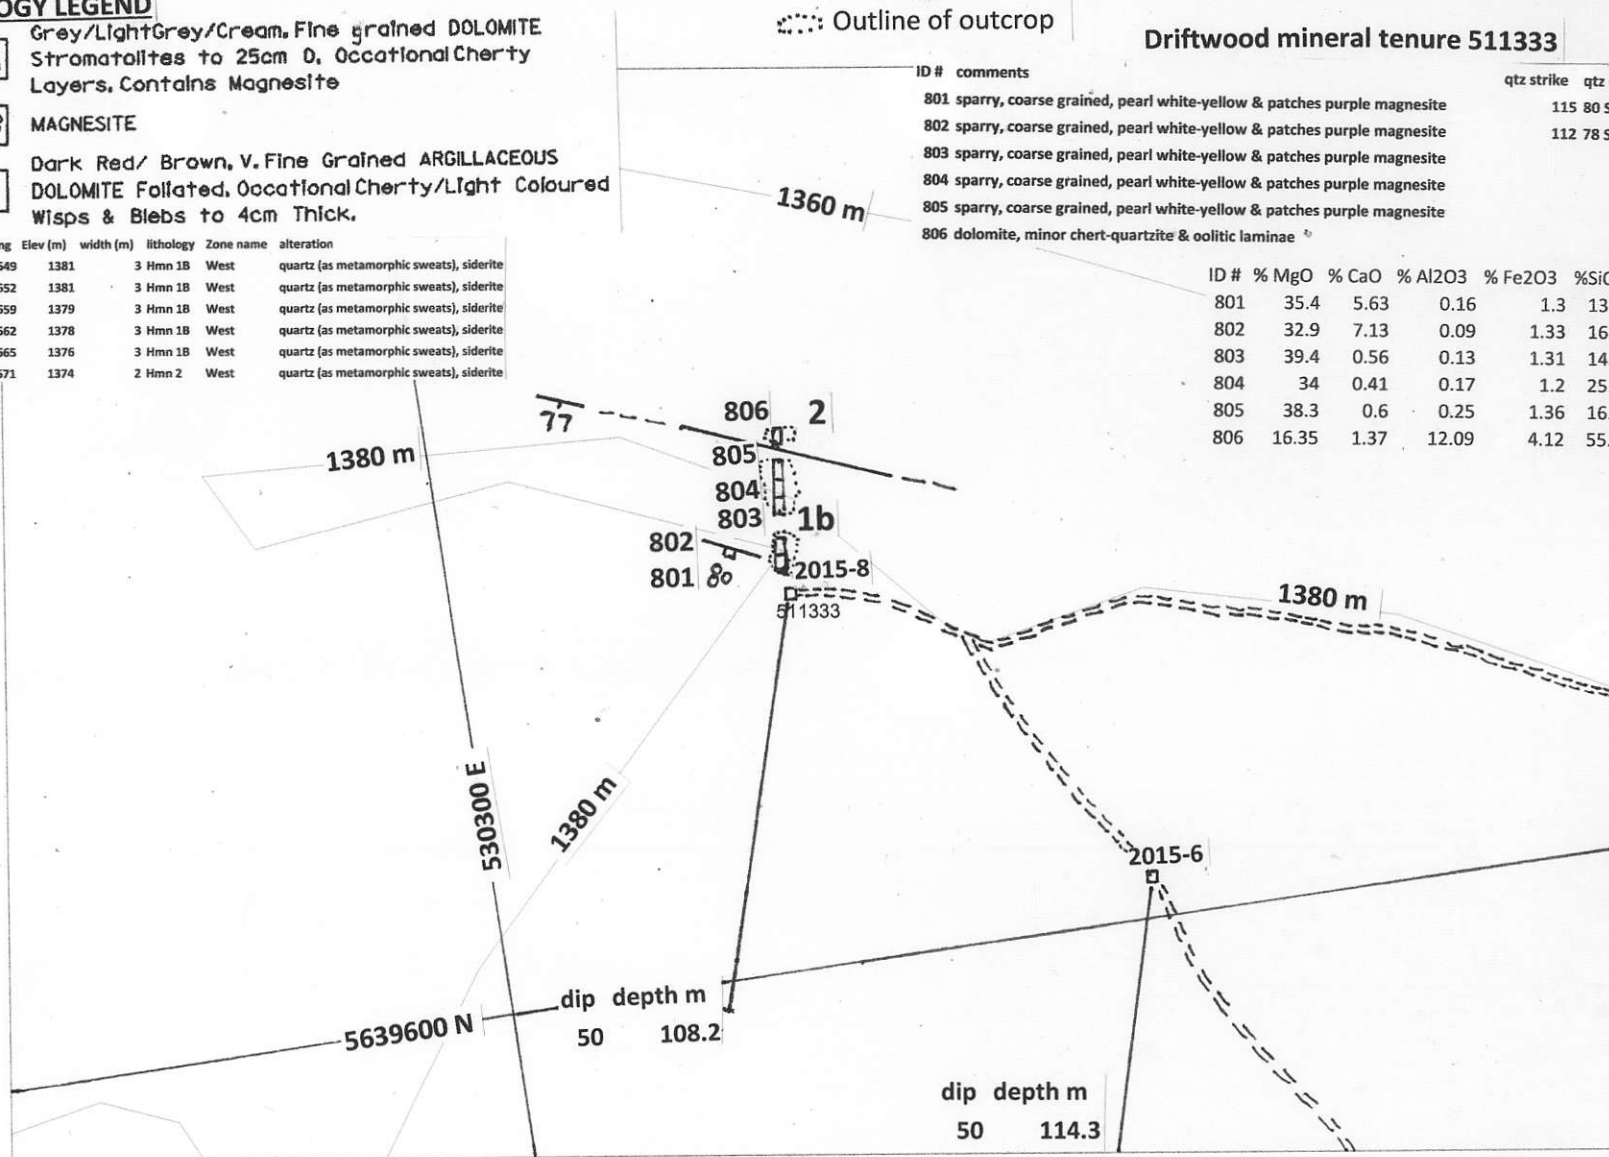 OGY LEGEND
Grey/LightGrey/Cream, Fine grained DOLOMITE
Stromatolites to 25cm D. Occational Cherty
Layers, Contains Magnesite
MAGNESITE
Dark Red/ Brown, V. Fine Grained ARGILLACEOUS
DOLOMITE Foliated, Occational Cherty/Light Coloured
Wisps & Blebs to 4cm Thick.
ng Elev (m) width (m) lithology Zone name alteration
549 1381 3 Hmn 1B West quartz (as metamorphic sweats), siderite
552 1381 3 Hmn 1B West quartz (as metamorphic sweats), siderite
559 1379 3 Hmn 1B West quartz (as metamorphic sweats), siderite
562 1378 3 Hmn 1B West quartz (as metamorphic sweats), siderite
565 1376 3 Hmn 1B West quartz (as metamorphic sweats), siderite
571 1374 2 Hmn 2 West quartz (as metamorphic sweats), siderite
Outline of outcrop
Driftwood mineral tenure 511333
ID # comments qtz strike qtz
801 sparry, coarse grained, pearl white-yellow & patches purple magnesite 115 80 S
802 sparry, coarse grained, pearl white-yellow & patches purple magnesite 112 78 S
803 sparry, coarse grained, pearl white-yellow & patches purple magnesite
804 sparry, coarse grained, pearl white-yellow & patches purple magnesite
805 sparry, coarse grained, pearl white-yellow & patches purple magnesite
806 dolomite, minor chert-quartzite & oolitic laminae
1360 m
ID # % MgO % CaO % Al2O3 % Fe2O3 %SiO
801 35.4 5.63 0.16 1.3 13
802 32.9 7.13 0.09 1.33 16
803 39.4 0.56 0.13 1.31 14
804 34 0.41 0.17 1.2 25
805 38.3 0.6 0.25 1.36 16.
806 16.35 1.37 12.09 4.12 55.
77
806 2
1380 m
805
804
803 1b
802
801 80
2015-8
511333
1380 m
530300 E
1380 m
2015-6
dip depth m
50 108.2
5639600 N
dip depth m
50 114.3